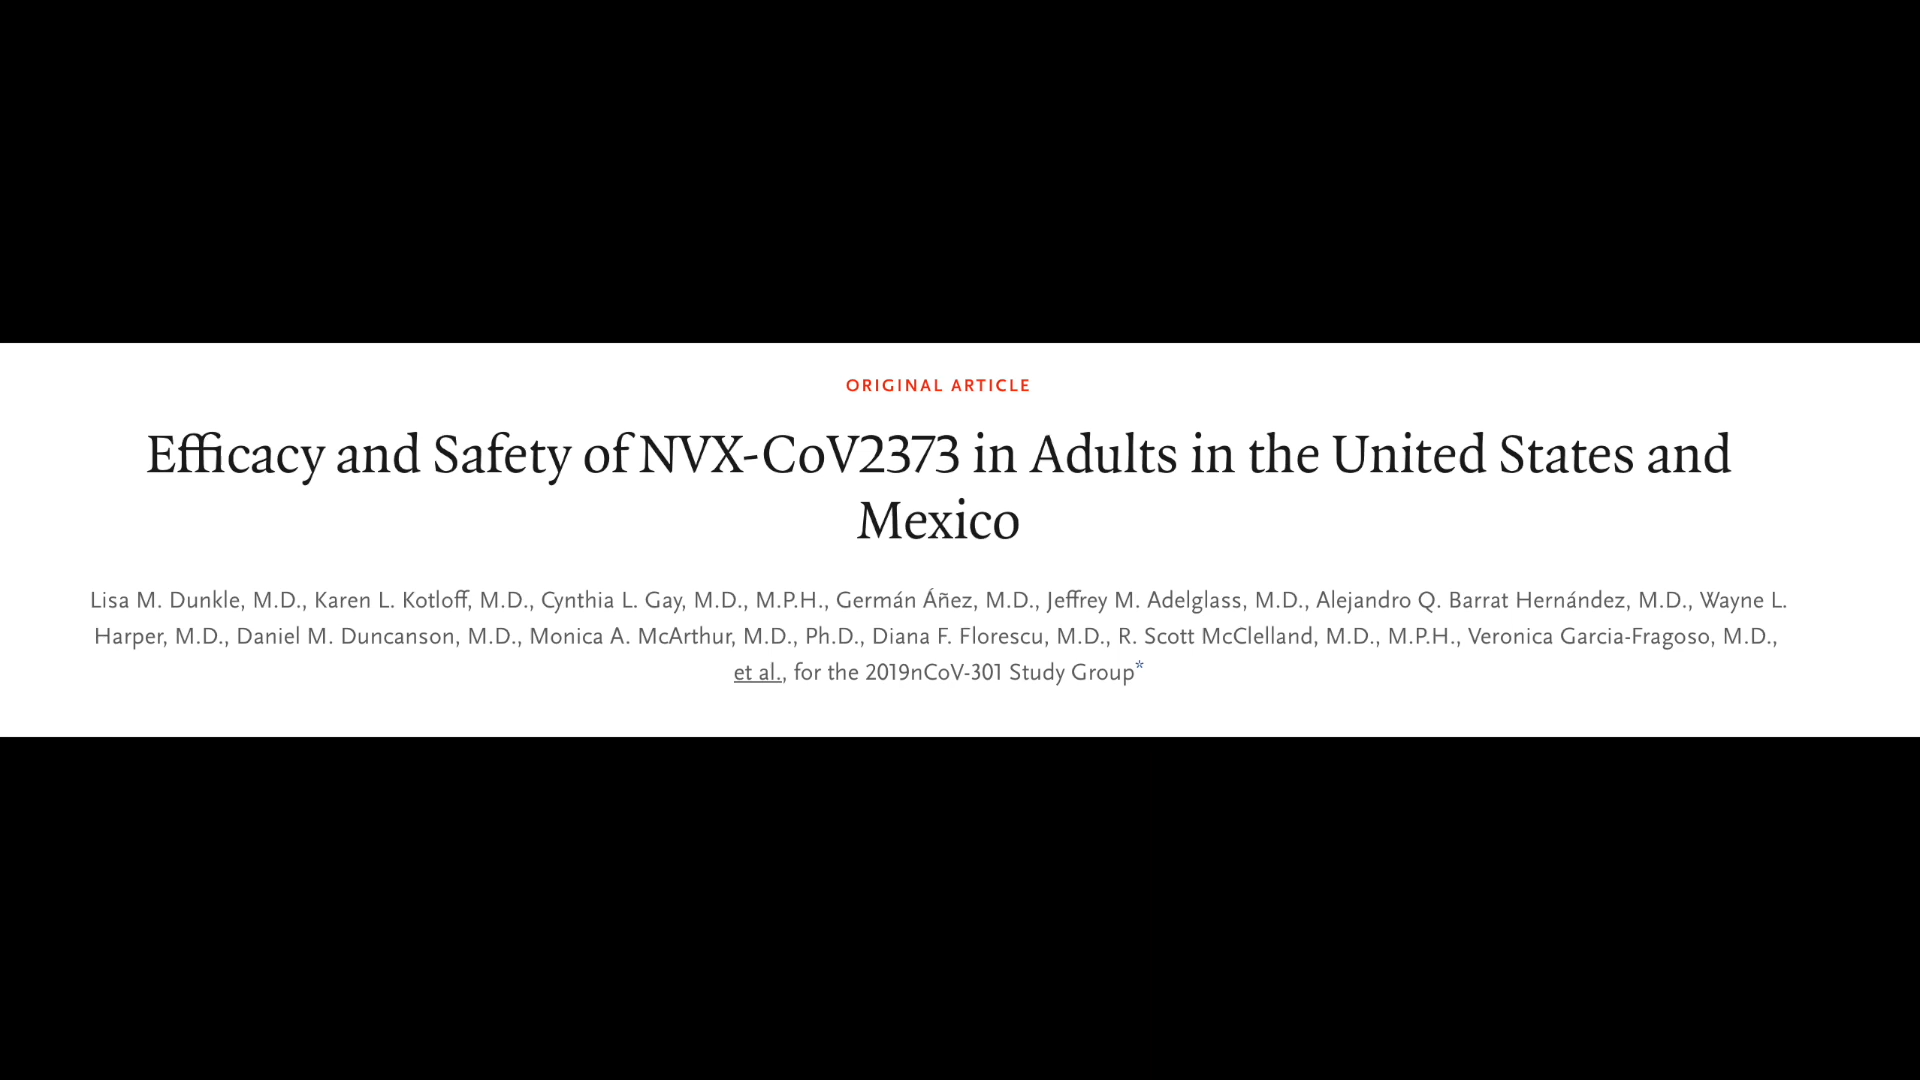 ORIGINAL ARTICLE
Efficacy and Safety of NVX-CoV2373 in Adults in the United States and
Mexico
Lisa M. Dunkle, M.D., Karen L. Kotloff, M.D., Cynthia L. Gay, M.D., M.P.H., Germán Áñez, M.D., Jeffrey M. Adelglass, M.D., Alejandro Q. Barrat Hernández, M.D., Wayne L.
Harper, M.D., Daniel M. Duncanson, M.D., Monica A. McArthur, M.D., Ph.D., Diana F. Florescu, M.D., R. Scott McClelland, M.D., M.P.H., Veronica Garcia-Fragoso, M.D.,
et al., for the 2019nCoV-301 Study Group*